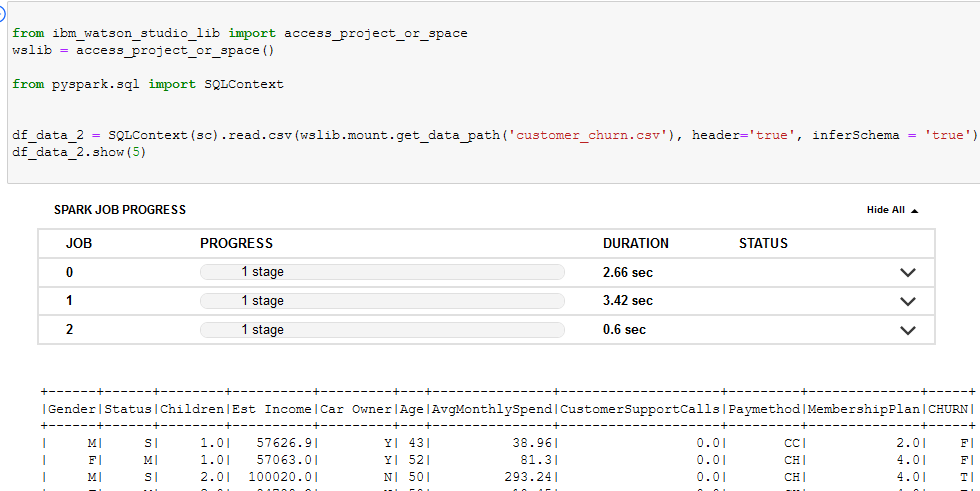 from ibm_watson_studio_lib import access_project_or_space
wslib = access_project_or_space()
from pyspark.sql import SQLContext
df_data_2 = SQLContext(sc).read.csv(wslib.mount.get_data_path('customer_churn.csv'), header='true', inferSchema = 'true')
df_data_2.show(5)
SPARK JOB PROGRESS Hide All ▲
JOB PROGRESS DURATION STATUS
0 1 stage 2.66 sec
1 1 stage 3.42 sec
2 1 stage 0.6 sec
+------+------+--------+----------+---------+---+---------------+--------------------+---------+--------------+-----+
|Gender|Status|Children|Est Income|Car Owner|Age|AvgMonthlySpend|CustomerSupportCalls|Paymethod|MembershipPlan|CHURN|
+------+------+--------+----------+---------+---+---------------+--------------------+---------+--------------+-----+
| M| S| 1.0| 57626.9| Y| 43| 38.96| 0.0| CC| 2.0| F|
| F| M| 1.0| 57063.0| Y| 52| 81.3| 0.0| CH| 4.0| F|
| M| S| 2.0| 100020.0| N| 50| 293.24| 0.0| CH| 4.0| T|